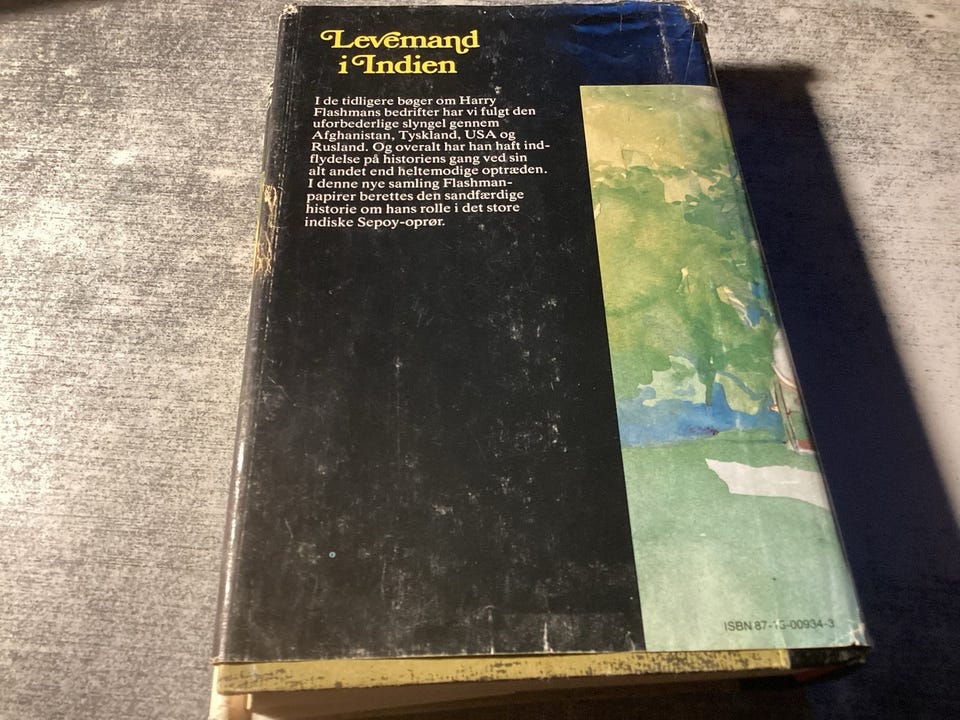 Levemand
i Indien
I de tidligere bøger om Harry
Flashmans bedrifter har vi fulgt den
uforbederlige slyngel gennem
Afghanistan, Tyskland, USA og
Rusland. Og overalt har han haft ind-
flydelse på historiens gang ved sin
alt andet end heltemodige optræden.
I denne nye samling Flashman-
papirer berettes den sandfærdige
historie om hans rolle i det store
indiske Sepoy-oprør.
ISBN 87-15-00934-3